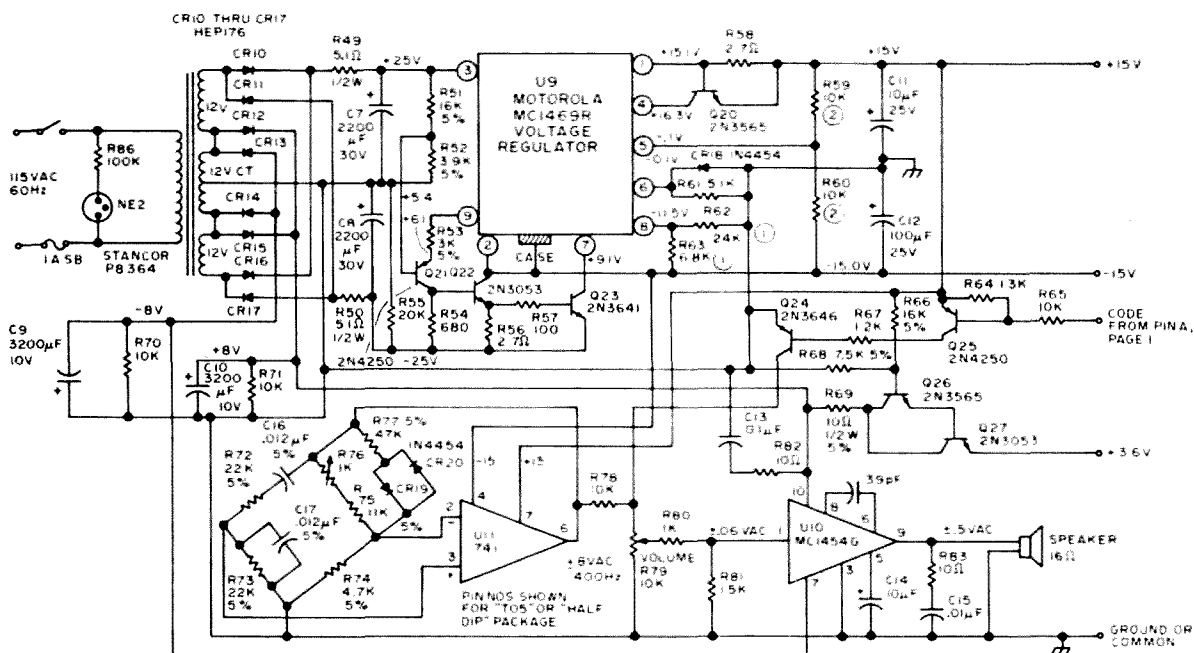 CR10 THRU CR17
HEP176
CR10
CR11
12V
CR12
CR13
12V CT
CR14
CR15
12V
CR16
CR17
115VAC
60Hz
R86
100K
NE2
1A SB
STANCOR
P8364
R49
5.1Ω
1/2W
+25V
C7
2200
μF
30V
R51
16K
5%
R52
3.9K
5%
+5.4
+6.1
R53
3K
5%
C8
2200
μF
30V
R50
5.1Ω
1/2W
R55
20K
2N4250
-25V
Q21
Q22
2N3053
R54
680
R56
2.7Ω
R57
100
Q23
2N3641
+9.1V
3
U9
MOTOROLA
MC1469R
VOLTAGE
REGULATOR
9
2
CASE
7
1
4
5
6
8
+15.1V
R58
2.7Ω
+15V
+15V
+16.3V
Q20
2N3565
R59
10K
2
C11
10μF
25V
-.1V
-0.1V
CR18 1N4454
R61 5.1K
R60
10K
2
-11.5V
R62
24K
1
R63
6.8K
1
C12
100μF
25V
-15.0V
-15V
Q24
2N3646
R67
1.2K
R66
16K
5%
R64 13K
R65
10K
CODE
FROM PIN A,
PAGE 1
Q25
2N4250
R68 7.5K 5%
Q26
2N3565
R69
10Ω
1/2W
5%
Q27
2N3053
+3.6V
C9
3200μF
10V
-8V
R70
10K
+8V
C10
3200
μF
10V
R71
10K
C16
.012μF
5%
R72
22K
5%
R77 5%
47K
1N4454
CR20
CR19
R76
1K
R75
11K
5%
C17
.012μF
5%
R73
22K
5%
R74
4.7K
5%
-15
+15
4
7
2
-
3
+
6
U11
741
±8VAC
400Hz
PIN NOS SHOWN
FOR "TO5" OR "HALF
DIP" PACKAGE
R78
10K
R80
1K
VOLUME
R79
10K
R81
1.5K
±.06VAC
C13
0.1μF
R82
10Ω
10
39pF
8
6
1
U10
MC1454G
9
5
3
7
±.5VAC
SPEAKER
16Ω
R83
10Ω
C14
10μF
C15
.01μF
GROUND OR
COMMON